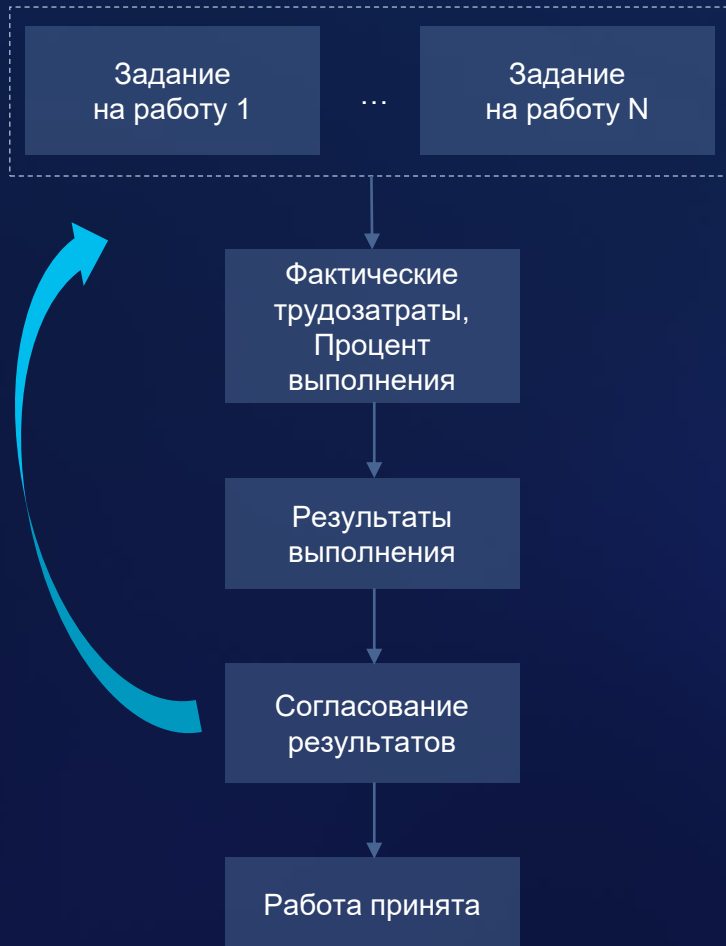 Задание
на работу 1
...
Задание
на работу N
Фактические
трудозатраты,
Процент
выполнения
Результаты
выполнения
Согласование
результатов
Работа принята